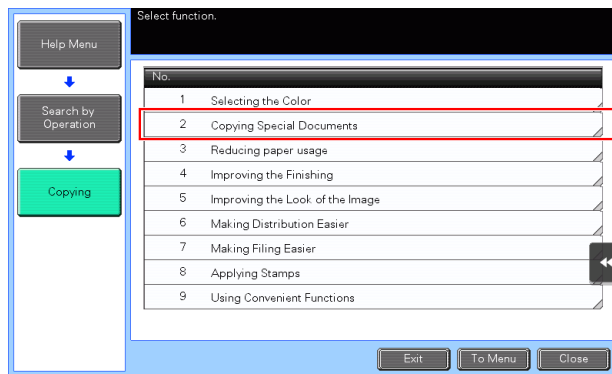 Select function.
Help Menu
Search by
Operation
Copying
No.
1 Selecting the Color
2 Copying Special Documents
3 Reducing paper usage
4 Improving the Finishing
5 Improving the Look of the Image
6 Making Distribution Easier
7 Making Filing Easier
8 Applying Stamps
9 Using Convenient Functions
Exit To Menu Close